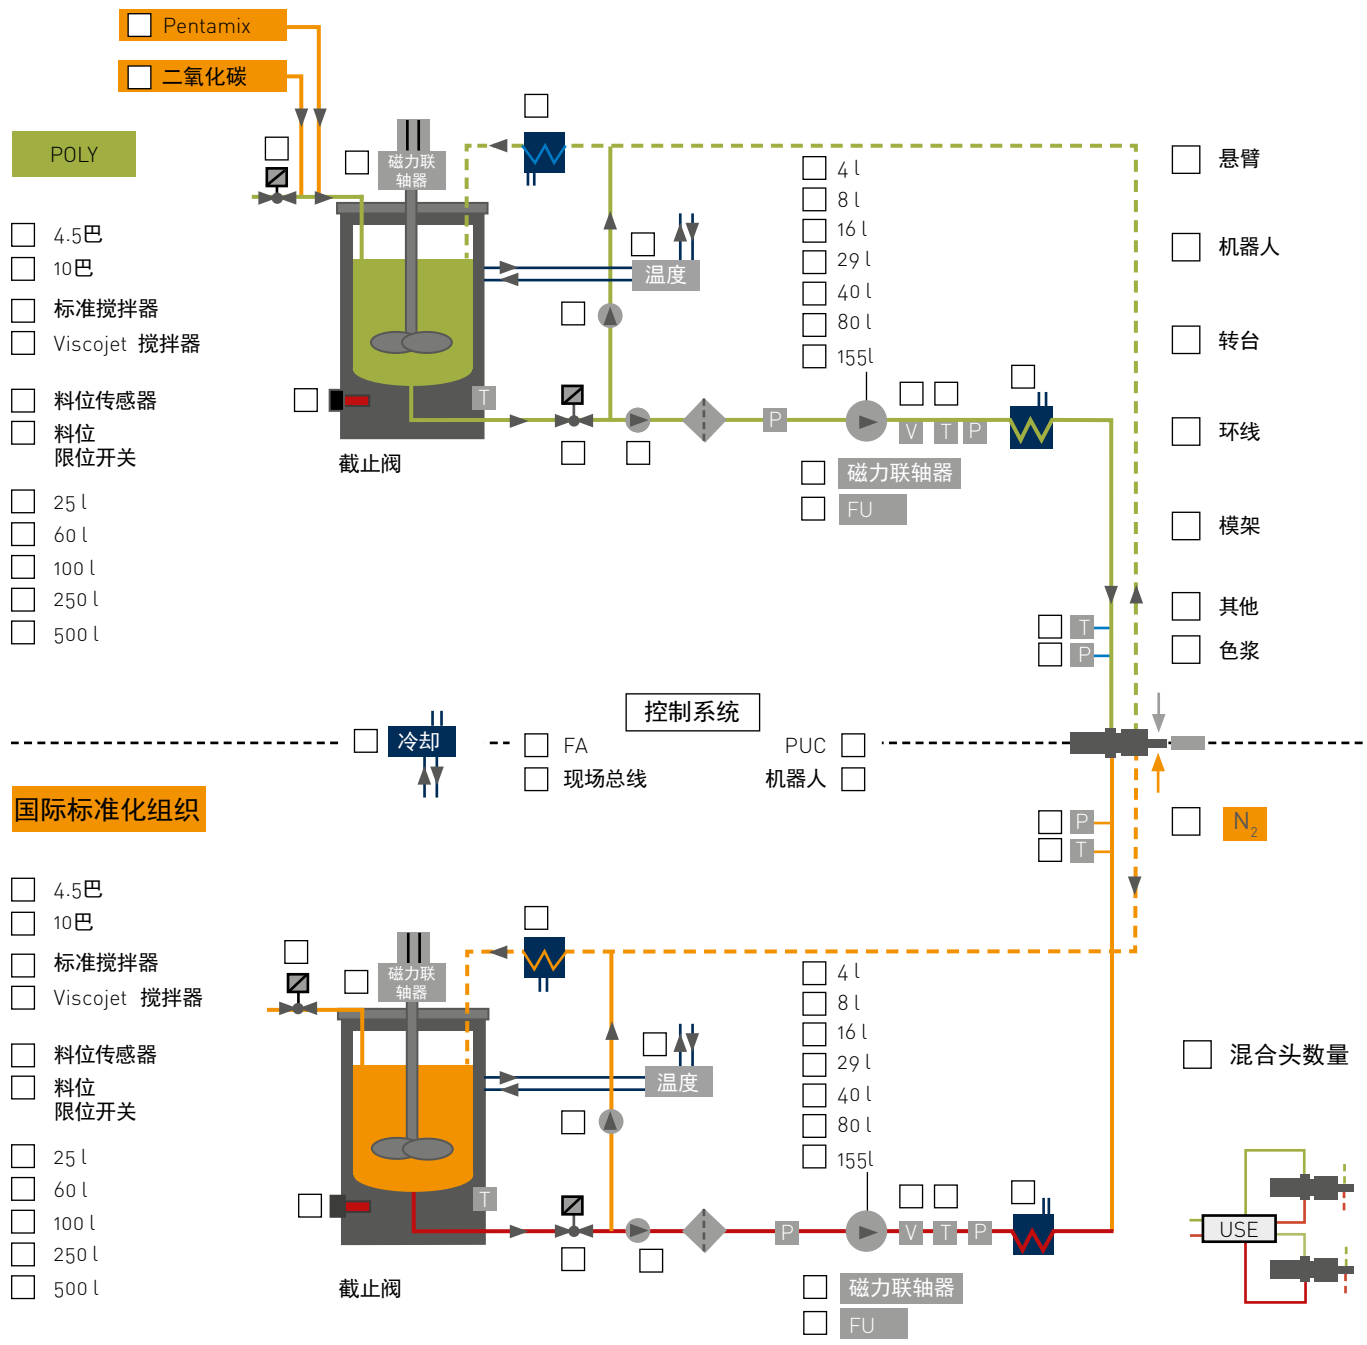 Pentamix
二氧化碳
POLY
4.5巴
10巴
标准搅拌器
Viscojet 搅拌器
料位传感器
料位
限位开关
25 l
60 l
100 l
250 l
500 l
磁力联
轴器
温度
T
截止阀
4 l
8 l
16 l
29 l
40 l
80 l
155l
P
V
T
P
磁力联轴器
FU
T
P
悬臂
机器人
转台
环线
模架
其他
色浆
冷却
控制系统
FA
现场总线
PUC
机器人
国际标准化组织
4.5巴
10巴
标准搅拌器
Viscojet 搅拌器
料位传感器
料位
限位开关
25 l
60 l
100 l
250 l
500 l
磁力联
轴器
温度
T
截止阀
4 l
8 l
16 l
29 l
40 l
80 l
155l
P
V
T
P
磁力联轴器
FU
P
T
N2
混合头数量
USE